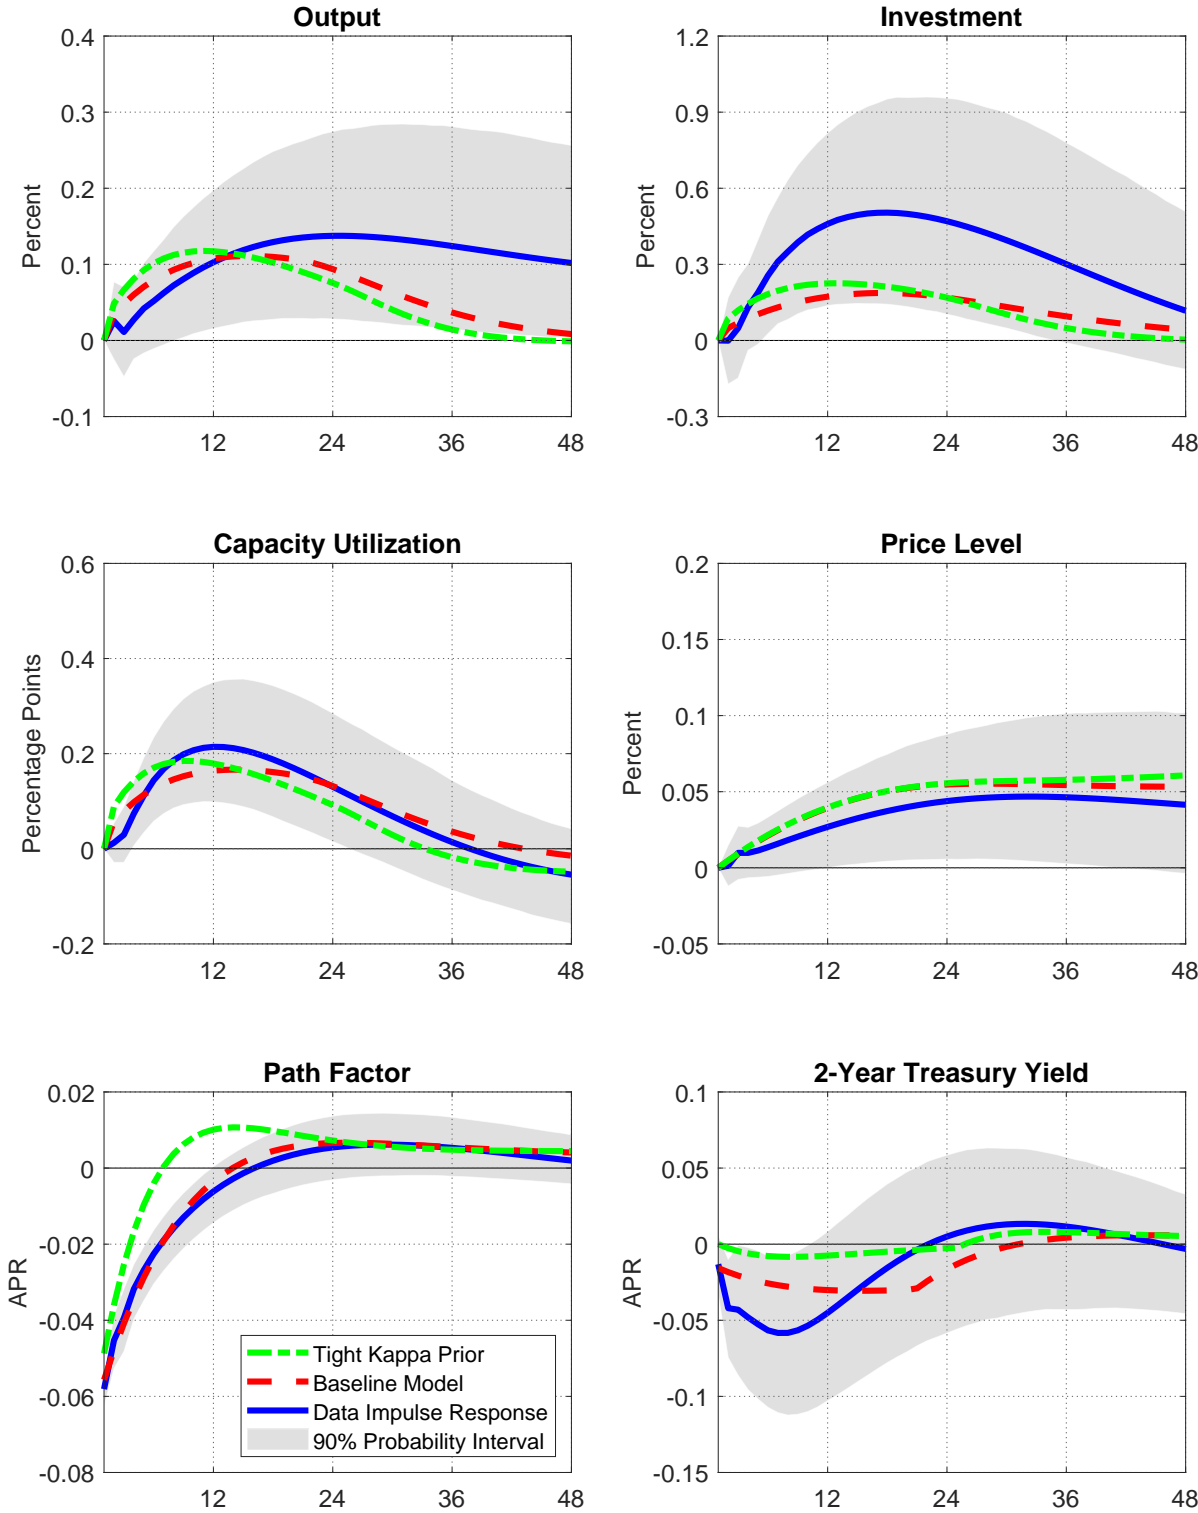 Output
0.4
0.3
0.2
0.1
0
-0.1
Percent
12 24 36 48
Investment
1.2
0.9
0.6
0.3
0
-0.3
Percent
12 24 36 48
Capacity Utilization
0.6
0.4
0.2
0
-0.2
Percentage Points
12 24 36 48
Price Level
0.2
0.15
0.1
0.05
0
-0.05
Percent
12 24 36 48
Path Factor
0.02
0
-0.02
-0.04
-0.06
-0.08
APR
Tight Kappa Prior
Baseline Model
Data Impulse Response
90% Probability Interval
12 24 36 48
2-Year Treasury Yield
0.1
0.05
0
-0.05
-0.1
-0.15
APR
12 24 36 48